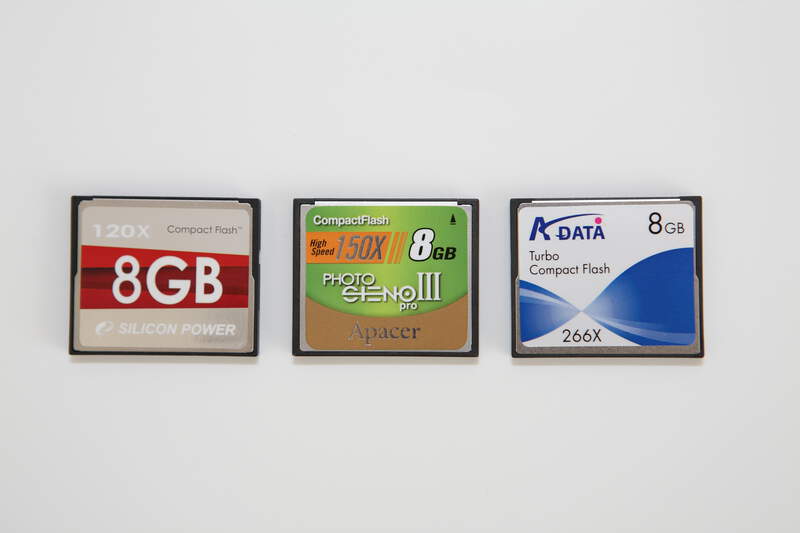 120X Compact Flash™
8GB
SILICON POWER
CompactFlash
High Speed 150X 8GB
PHOTO
STENO III
pro
Apacer
A-DATA 8GB
Turbo
Compact Flash
266X